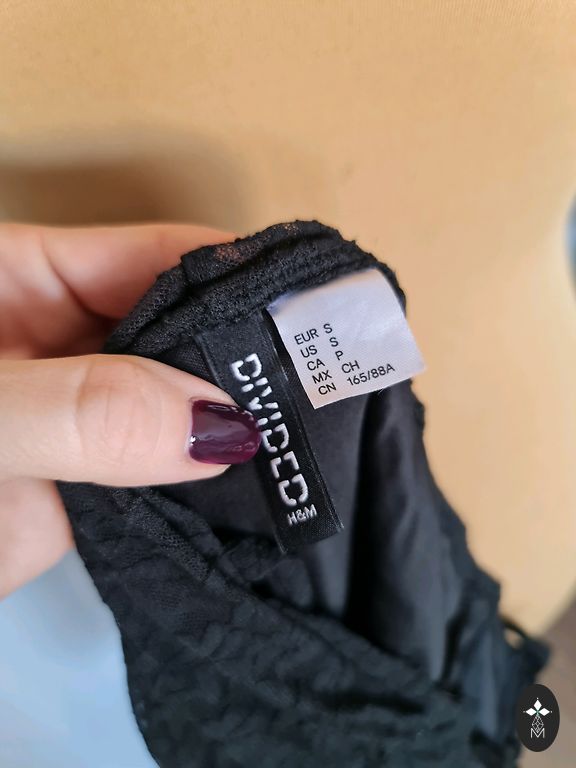 EUR S
US S
CA P
MX CH
CN 165/88A
DIVIDED
H&M
M